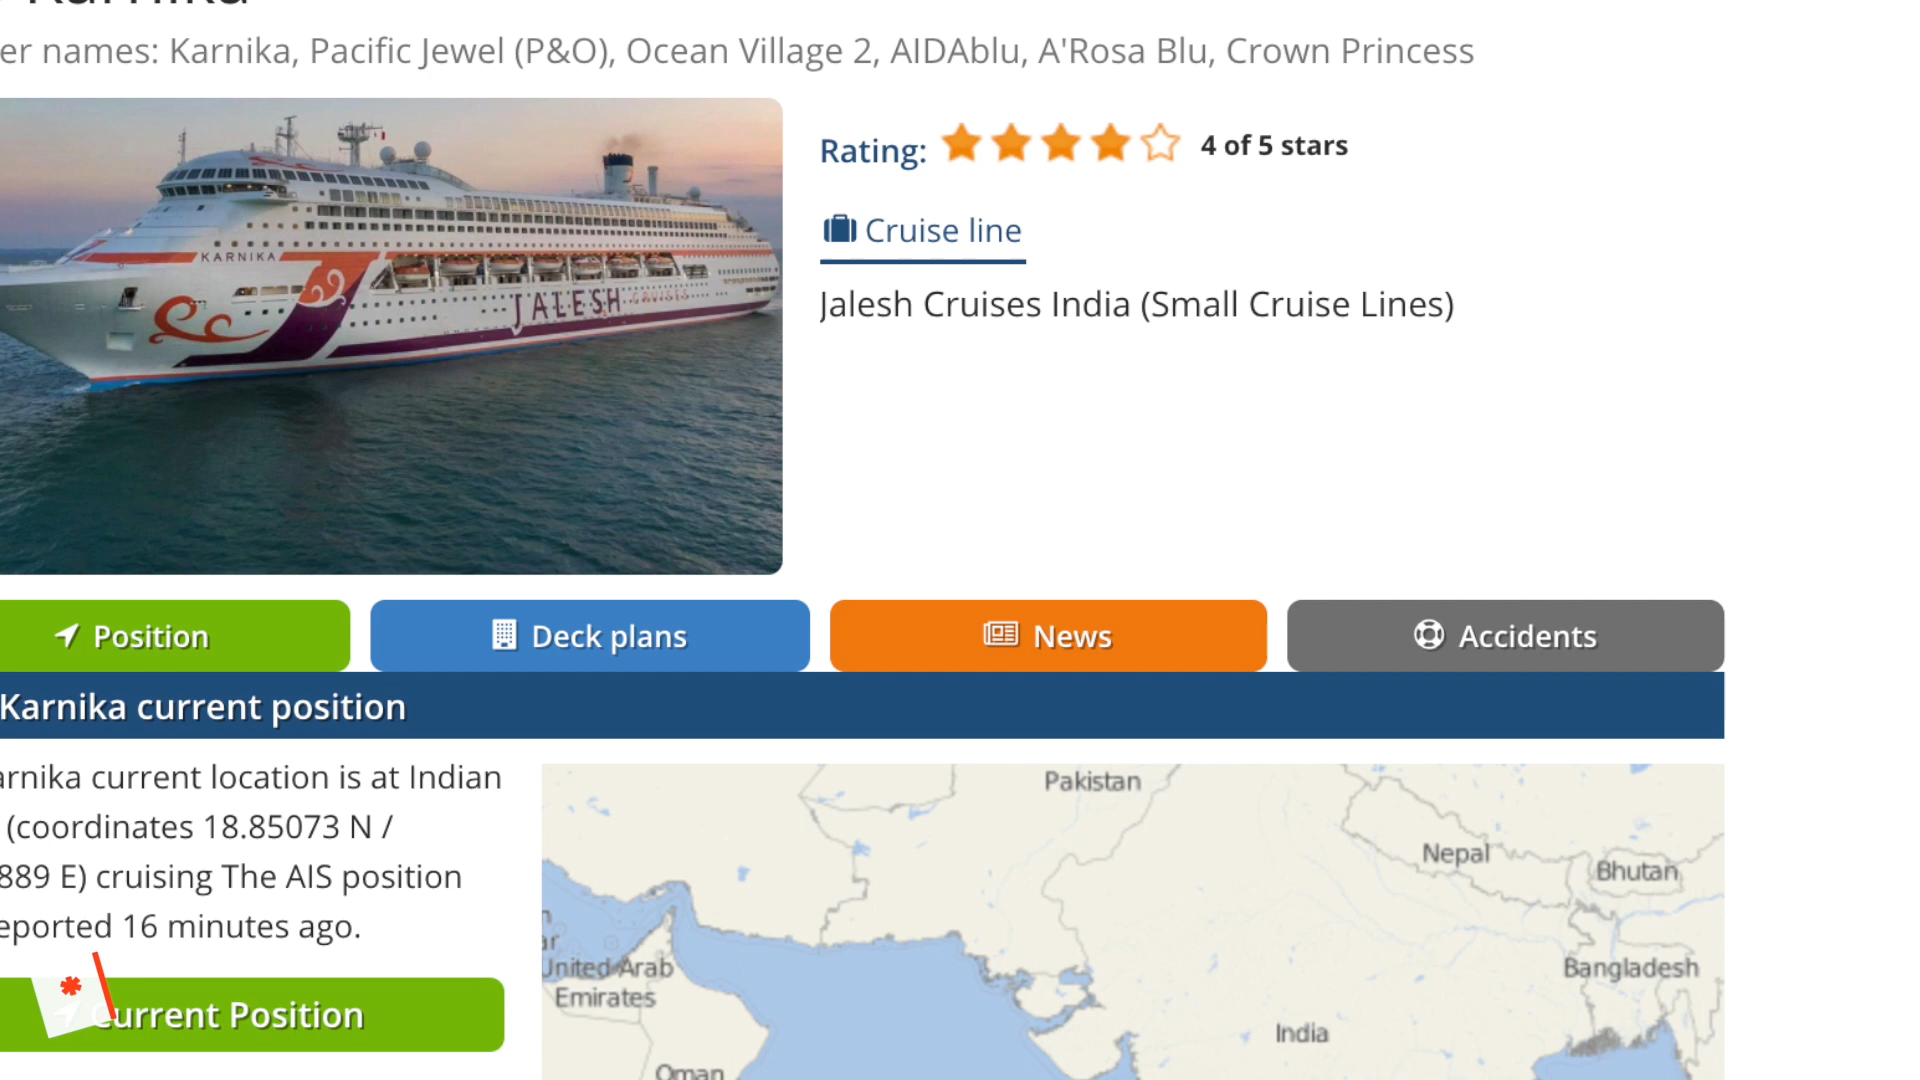 Karnika
er names: Karnika, Pacific Jewel (P&O), Ocean Village 2, AIDAblu, A'Rosa Blu, Crown Princess
KARNIKA
JALESH CRUISES
Rating: 4 of 5 stars
Cruise line
Jalesh Cruises India (Small Cruise Lines)
Position
Deck plans
News
Accidents
Karnika current position
arnika current location is at Indian
(coordinates 18.85073 N /
889 E) cruising The AIS position
eported 16 minutes ago.
Current Position
Pakistan
Nepal
Bhutan
United Arab
Emirates
Bangladesh
India
Oman